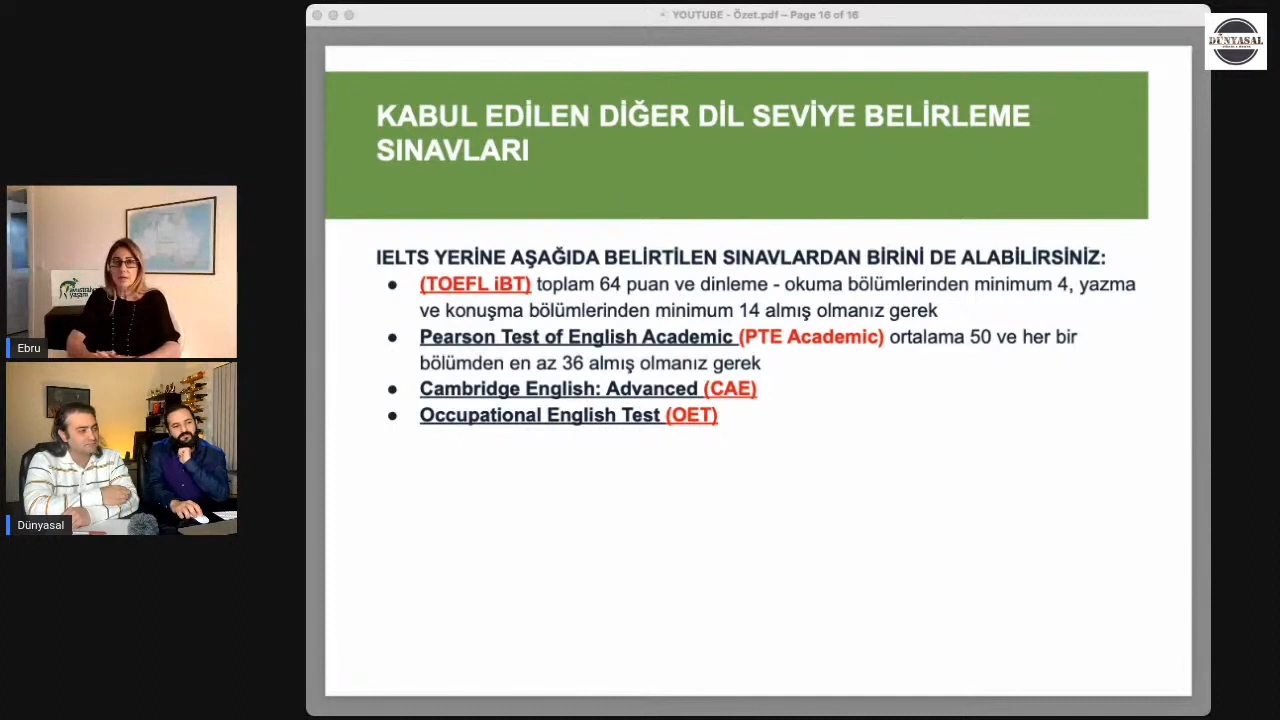 YOUTUBE - Özet.pdf – Page 16 of 16
DÜNYASAL
KABUL EDİLEN DİĞER DİL SEVİYE BELİRLEME
SINAVLARI
IELTS YERİNE AŞAĞIDA BELİRTİLEN SINAVLARDAN BİRİNİ DE ALABİLİRSİNİZ:
● (TOEFL iBT) toplam 64 puan ve dinleme - okuma bölümlerinden minimum 4, yazma
ve konuşma bölümlerinden minimum 14 almış olmanız gerek
● Pearson Test of English Academic (PTE Academic) ortalama 50 ve her bir
bölümden en az 36 almış olmanız gerek
● Cambridge English: Advanced (CAE)
● Occupational English Test (OET)
avustralya
yaşam
Ebru
Dünyasal